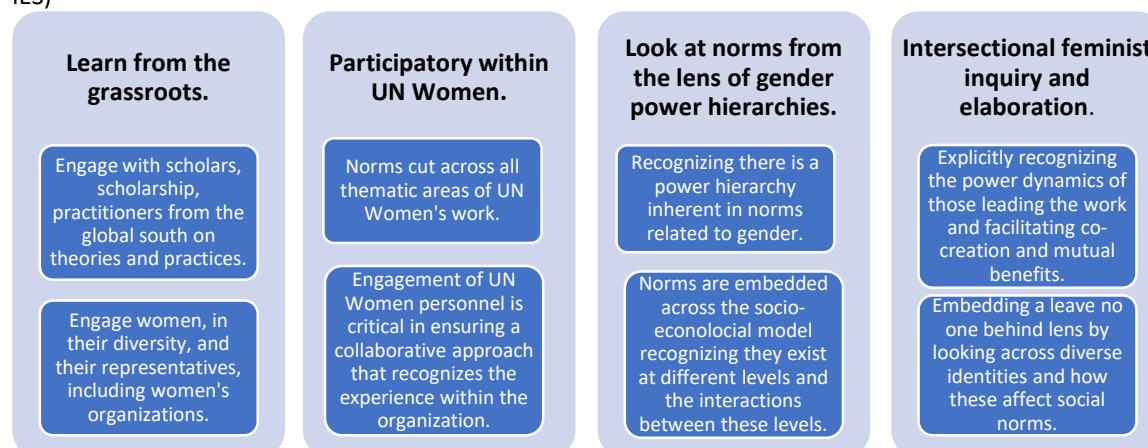 IES)
Learn from the
grassroots.
Engage with scholars,
scholarship,
practitioners from the
global south on
theories and practices.
Engage women, in
their diversity, and
their representatives,
including women's
organizations.
Participatory within
UN Women.
Norms cut across all
thematic areas of UN
Women's work.
Engagement of UN
Women personnel is
critical in ensuring a
collaborative approach
that recognizes the
experience within the
organization.
Look at norms from
the lens of gender
power hierarchies.
Recognizing there is a
power hierarchy
inherent in norms
related to gender.
Norms are embedded
across the socio-
econolocial model
recognizing they exist
at different levels and
the interactions
between these levels.
Intersectional feminist
inquiry and
elaboration.
Explicitly recognizing
the power dynamics of
those leading the work
and facilitating co-
creation and mutual
benefits.
Embedding a leave no
one behind lens by
looking across diverse
identities and how
these affect social
norms.